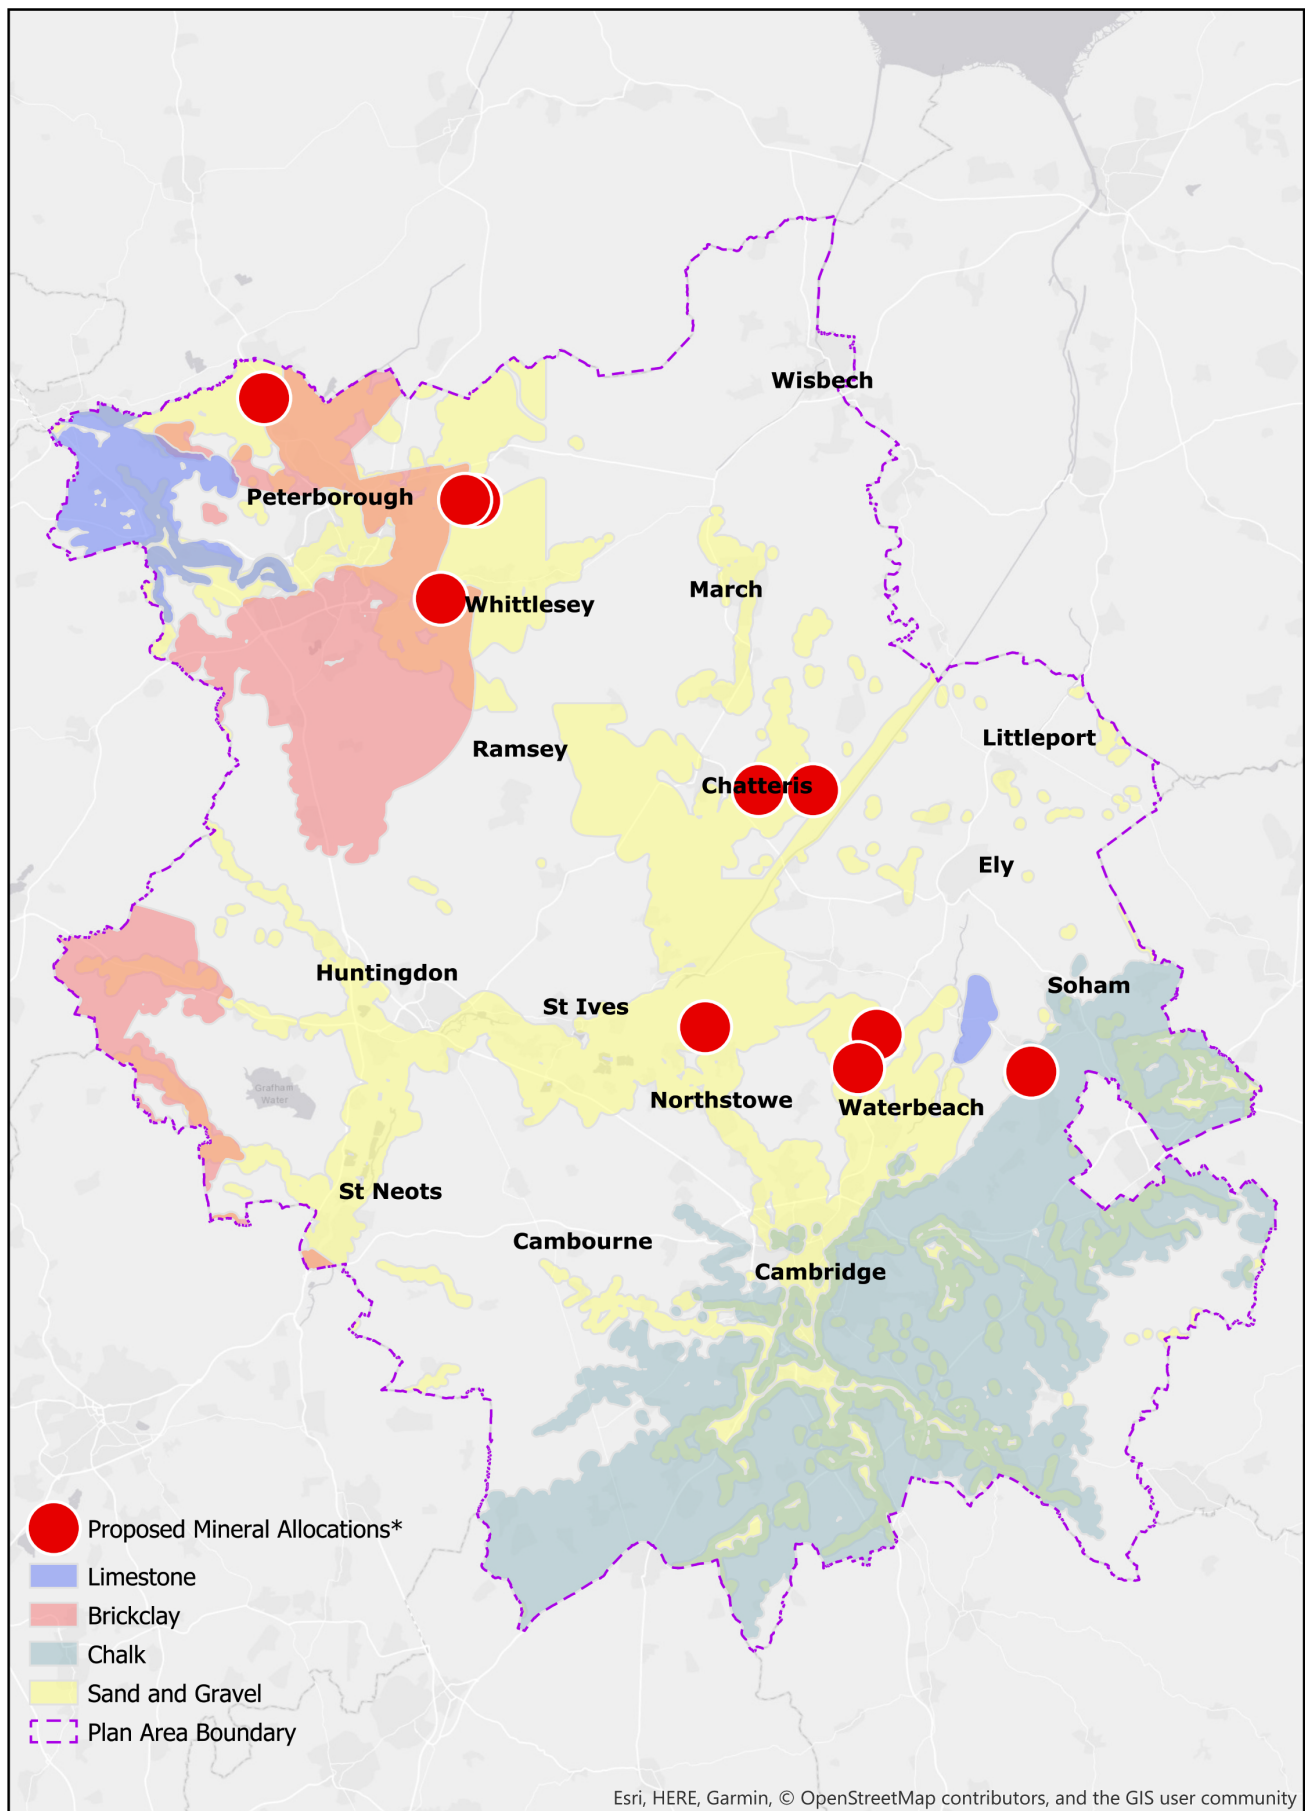 Wisbech
Peterborough
March
Whittlesey
Littleport
Ramsey
Chatteris
Ely
Huntingdon
Soham
St Ives
Grafham
Water
Northstowe
Waterbeach
St Neots
Cambourne
Cambridge
Proposed Mineral Allocations*
Limestone
Brickclay
Chalk
Sand and Gravel
Plan Area Boundary
Esri, HERE, Garmin, © OpenStreetMap contributors, and the GIS user community